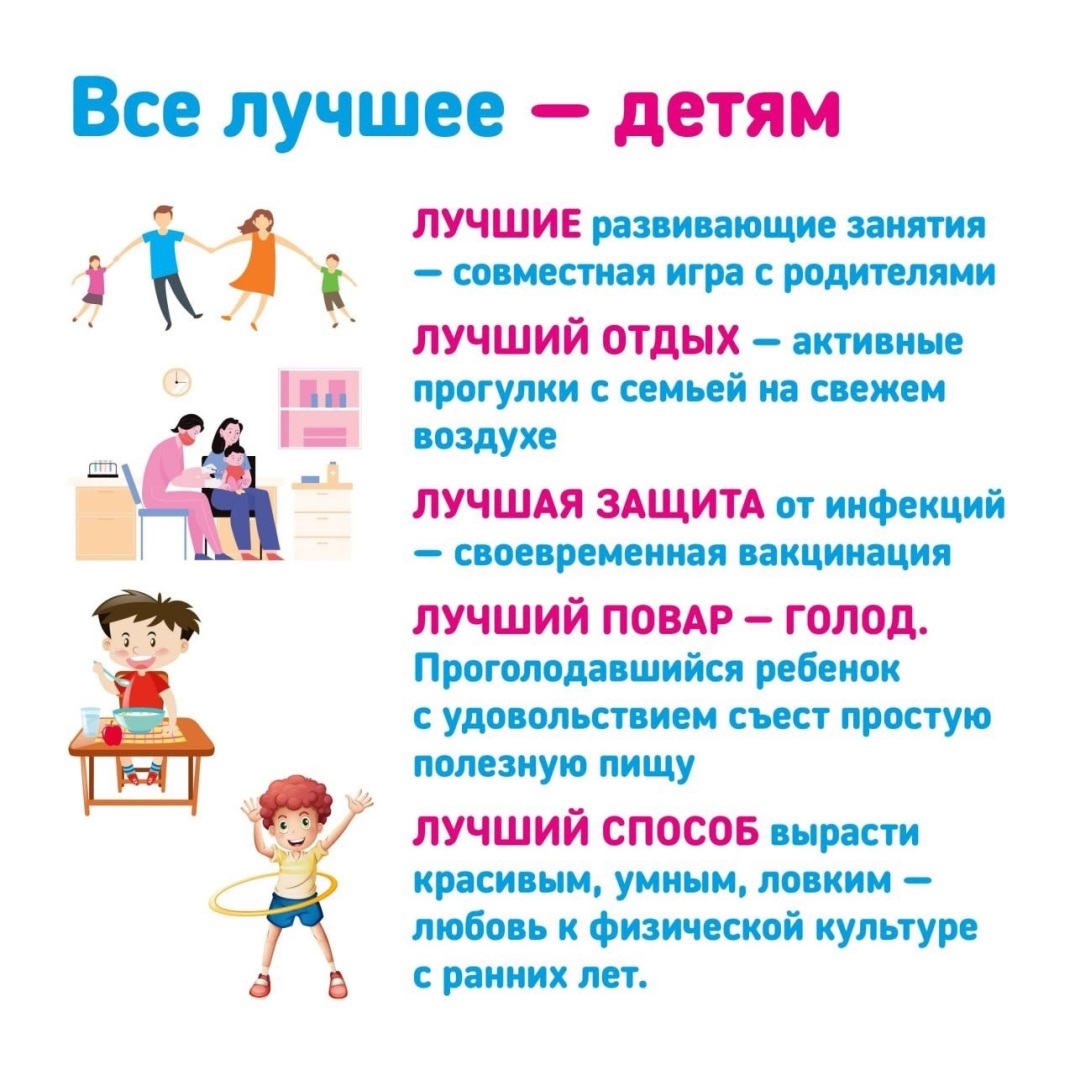 Все лучшее – детям
ЛУЧШИЕ развивающие занятия
– совместная игра с родителями
ЛУЧШИЙ ОТДЫХ – активные
прогулки с семьей на свежем
воздухе
ЛУЧШАЯ ЗАЩИТА от инфекций
– своевременная вакцинация
ЛУЧШИЙ ПОВАР – ГОЛОД.
Проголодавшийся ребенок
с удовольствием съест простую
полезную пищу
ЛУЧШИЙ СПОСОБ вырасти
красивым, умным, ловким –
любовь к физической культуре
с ранних лет.